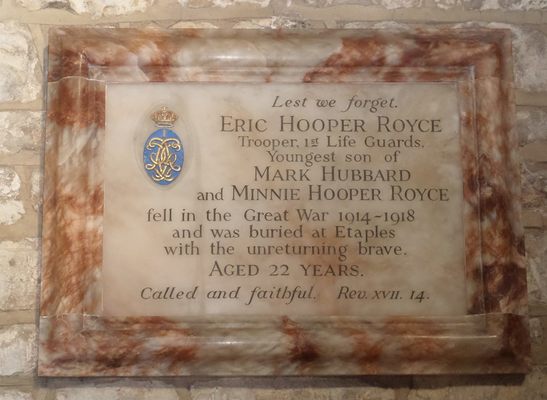 Lest we forget.
ERIC HOOPER ROYCE
Trooper, 1st Life Guards.
Youngest son of
MARK HUBBARD
and MINNIE HOOPER ROYCE
fell in the Great War 1914-1918
and was buried at Etaples
with the unreturning brave.
AGED 22 YEARS.
Called and faithful. Rev. XVII. 14.